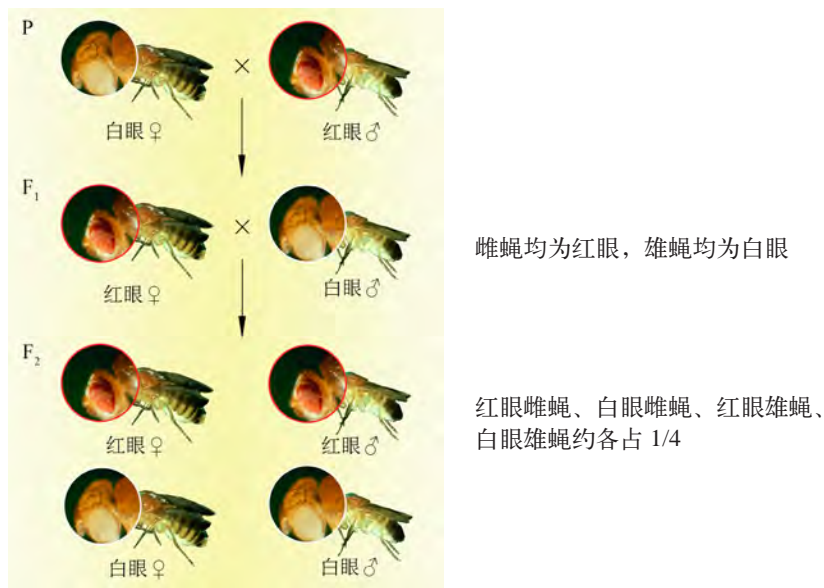 P
×
白眼♀
红眼♂
F₁
×
雌蝇均为红眼，雄蝇均为白眼
红眼♀
白眼♂
F₂
红眼雌蝇、白眼雌蝇、红眼雄蝇、
白眼雄蝇约各占 1/4
红眼♀
红眼♂
白眼♀
白眼♂